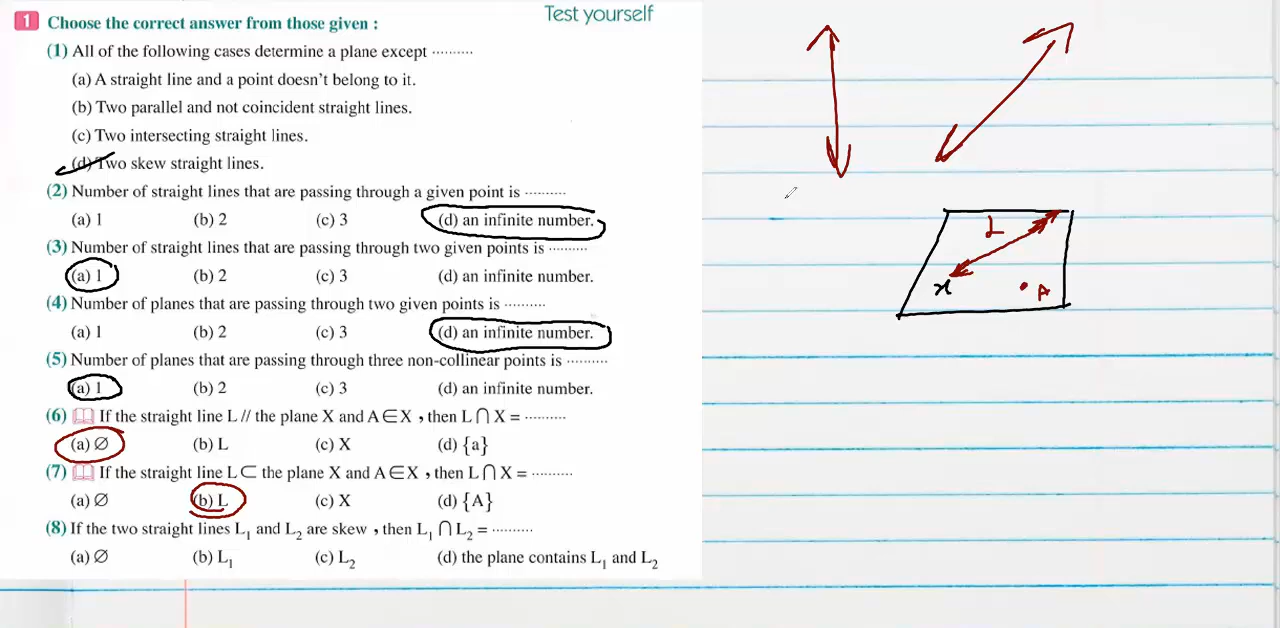 Test yourself
1 Choose the correct answer from those given :
(1) All of the following cases determine a plane except ··········
(a) A straight line and a point doesn't belong to it.
(b) Two parallel and not coincident straight lines.
(c) Two intersecting straight lines.
(d) Two skew straight lines.
(2) Number of straight lines that are passing through a given point is ··········
(a) 1 (b) 2 (c) 3 (d) an infinite number.
(3) Number of straight lines that are passing through two given points is ··········
(a) 1 (b) 2 (c) 3 (d) an infinite number.
(4) Number of planes that are passing through two given points is ··········
(a) 1 (b) 2 (c) 3 (d) an infinite number.
(5) Number of planes that are passing through three non-collinear points is ··········
(a) 1 (b) 2 (c) 3 (d) an infinite number.
(6) If the straight line L // the plane X and A ∈ X , then L ∩ X = ··········
(a) ∅ (b) L (c) X (d) {a}
(7) If the straight line L ⊂ the plane X and A ∈ X , then L ∩ X = ··········
(a) ∅ (b) L (c) X (d) {A}
(8) If the two straight lines L₁ and L₂ are skew , then L₁ ∩ L₂ = ··········
(a) ∅ (b) L₁ (c) L₂ (d) the plane contains L₁ and L₂
L
x
A